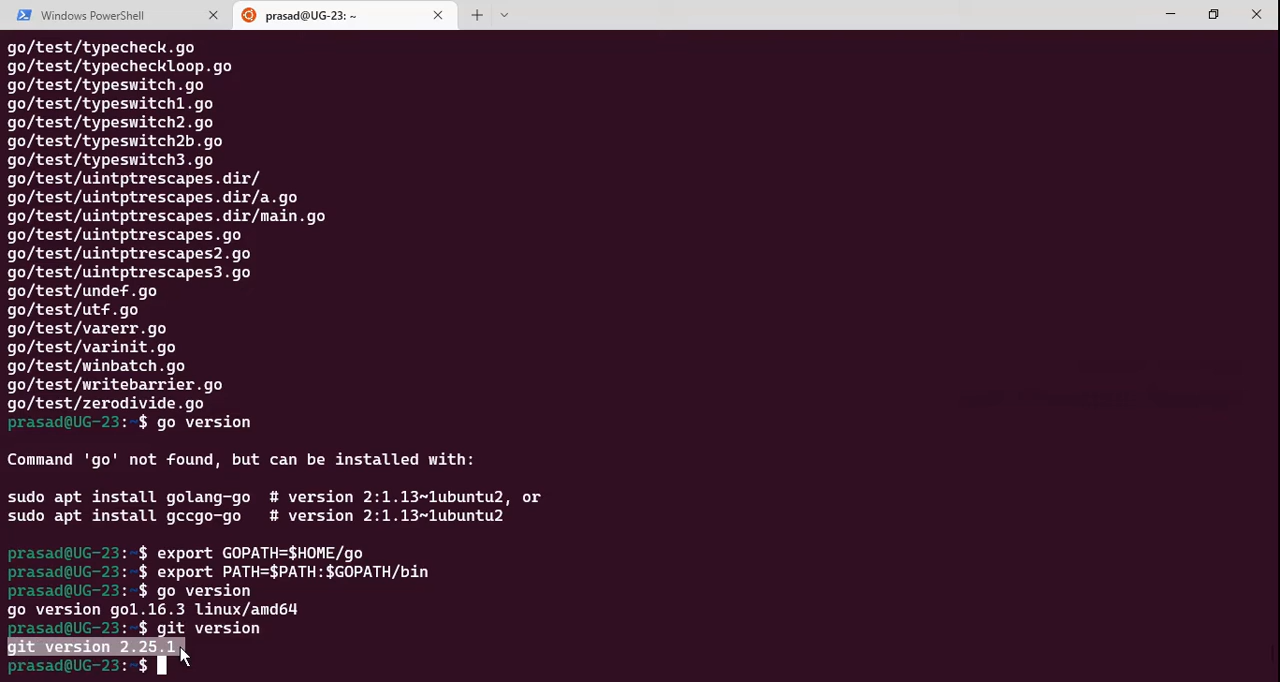 Windows PowerShell
prasad@UG-23: ~
go/test/typecheck.go
go/test/typecheckloop.go
go/test/typeswitch.go
go/test/typeswitch1.go
go/test/typeswitch2.go
go/test/typeswitch2b.go
go/test/typeswitch3.go
go/test/uintptrescapes.dir/
go/test/uintptrescapes.dir/a.go
go/test/uintptrescapes.dir/main.go
go/test/uintptrescapes.go
go/test/uintptrescapes2.go
go/test/uintptrescapes3.go
go/test/undef.go
go/test/utf.go
go/test/varerr.go
go/test/varinit.go
go/test/winbatch.go
go/test/writebarrier.go
go/test/zerodivide.go
prasad@UG-23:~$ go version
Command 'go' not found, but can be installed with:
sudo apt install golang-go  # version 2:1.13~1ubuntu2, or
sudo apt install gccgo-go   # version 2:1.13~1ubuntu2
prasad@UG-23:~$ export GOPATH=$HOME/go
prasad@UG-23:~$ export PATH=$PATH:$GOPATH/bin
prasad@UG-23:~$ go version
go version go1.16.3 linux/amd64
prasad@UG-23:~$ git version
git version 2.25.1
prasad@UG-23:~$